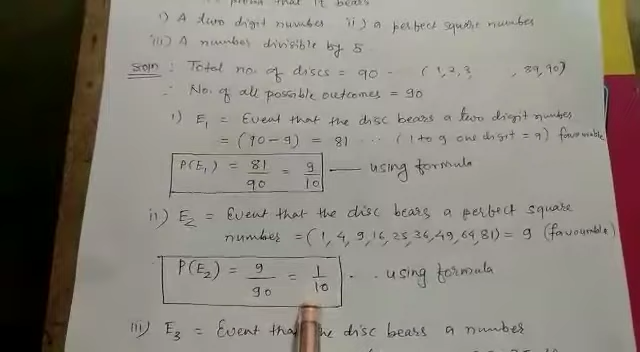 that it bears
i) A two digit number ii) a perfect square number
iii) A number divisible by 5.
Soln : Total no. of discs = 90 -- (1, 2, 3, , 89, 90)
∴ No. of all possible outcomes = 90
i) E₁ = Event that the disc bears a two digit number
= (90 - 9) = 81 ... (1 to 9 one digit = 9) favourable
P(E₁) = 81/90 = 9/10 —— using formula
ii) E₂ = Event that the disc bears a perfect square
number = (1, 4, 9, 16, 25, 36, 49, 64, 81) = 9 (favourable)
P(E₂) = 9/90 = 1/10 . . . using formula
iii) E₃ = Event that the disc bears a number